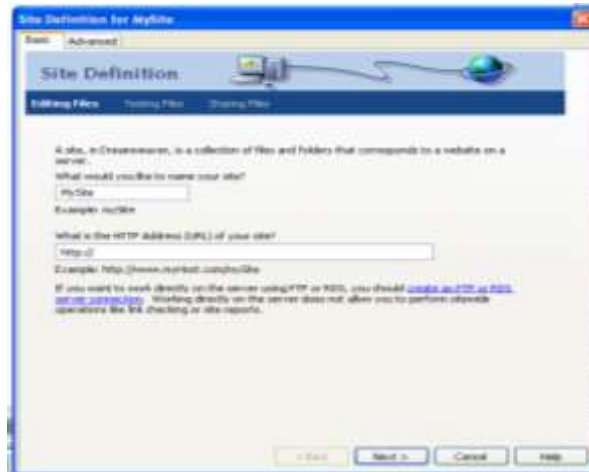 Site Definition for MySite
Basic Advanced
Site Definition
Editing Files Testing Files Sharing Files
A site, in Dreamweaver, is a collection of files and folders that corresponds to a website on a
server.
What would you like to name your site?
MySite
Example: mySite
What is the HTTP Address (URL) of your site?
http://
Example: http://www.myHost.com/mySite
If you want to work directly on the server using FTP or RDS, you should create an FTP or RDS
server connection. Working directly on the server does not allow you to perform sitewide
operations like link checking or site reports.
< Back Next > Cancel Help